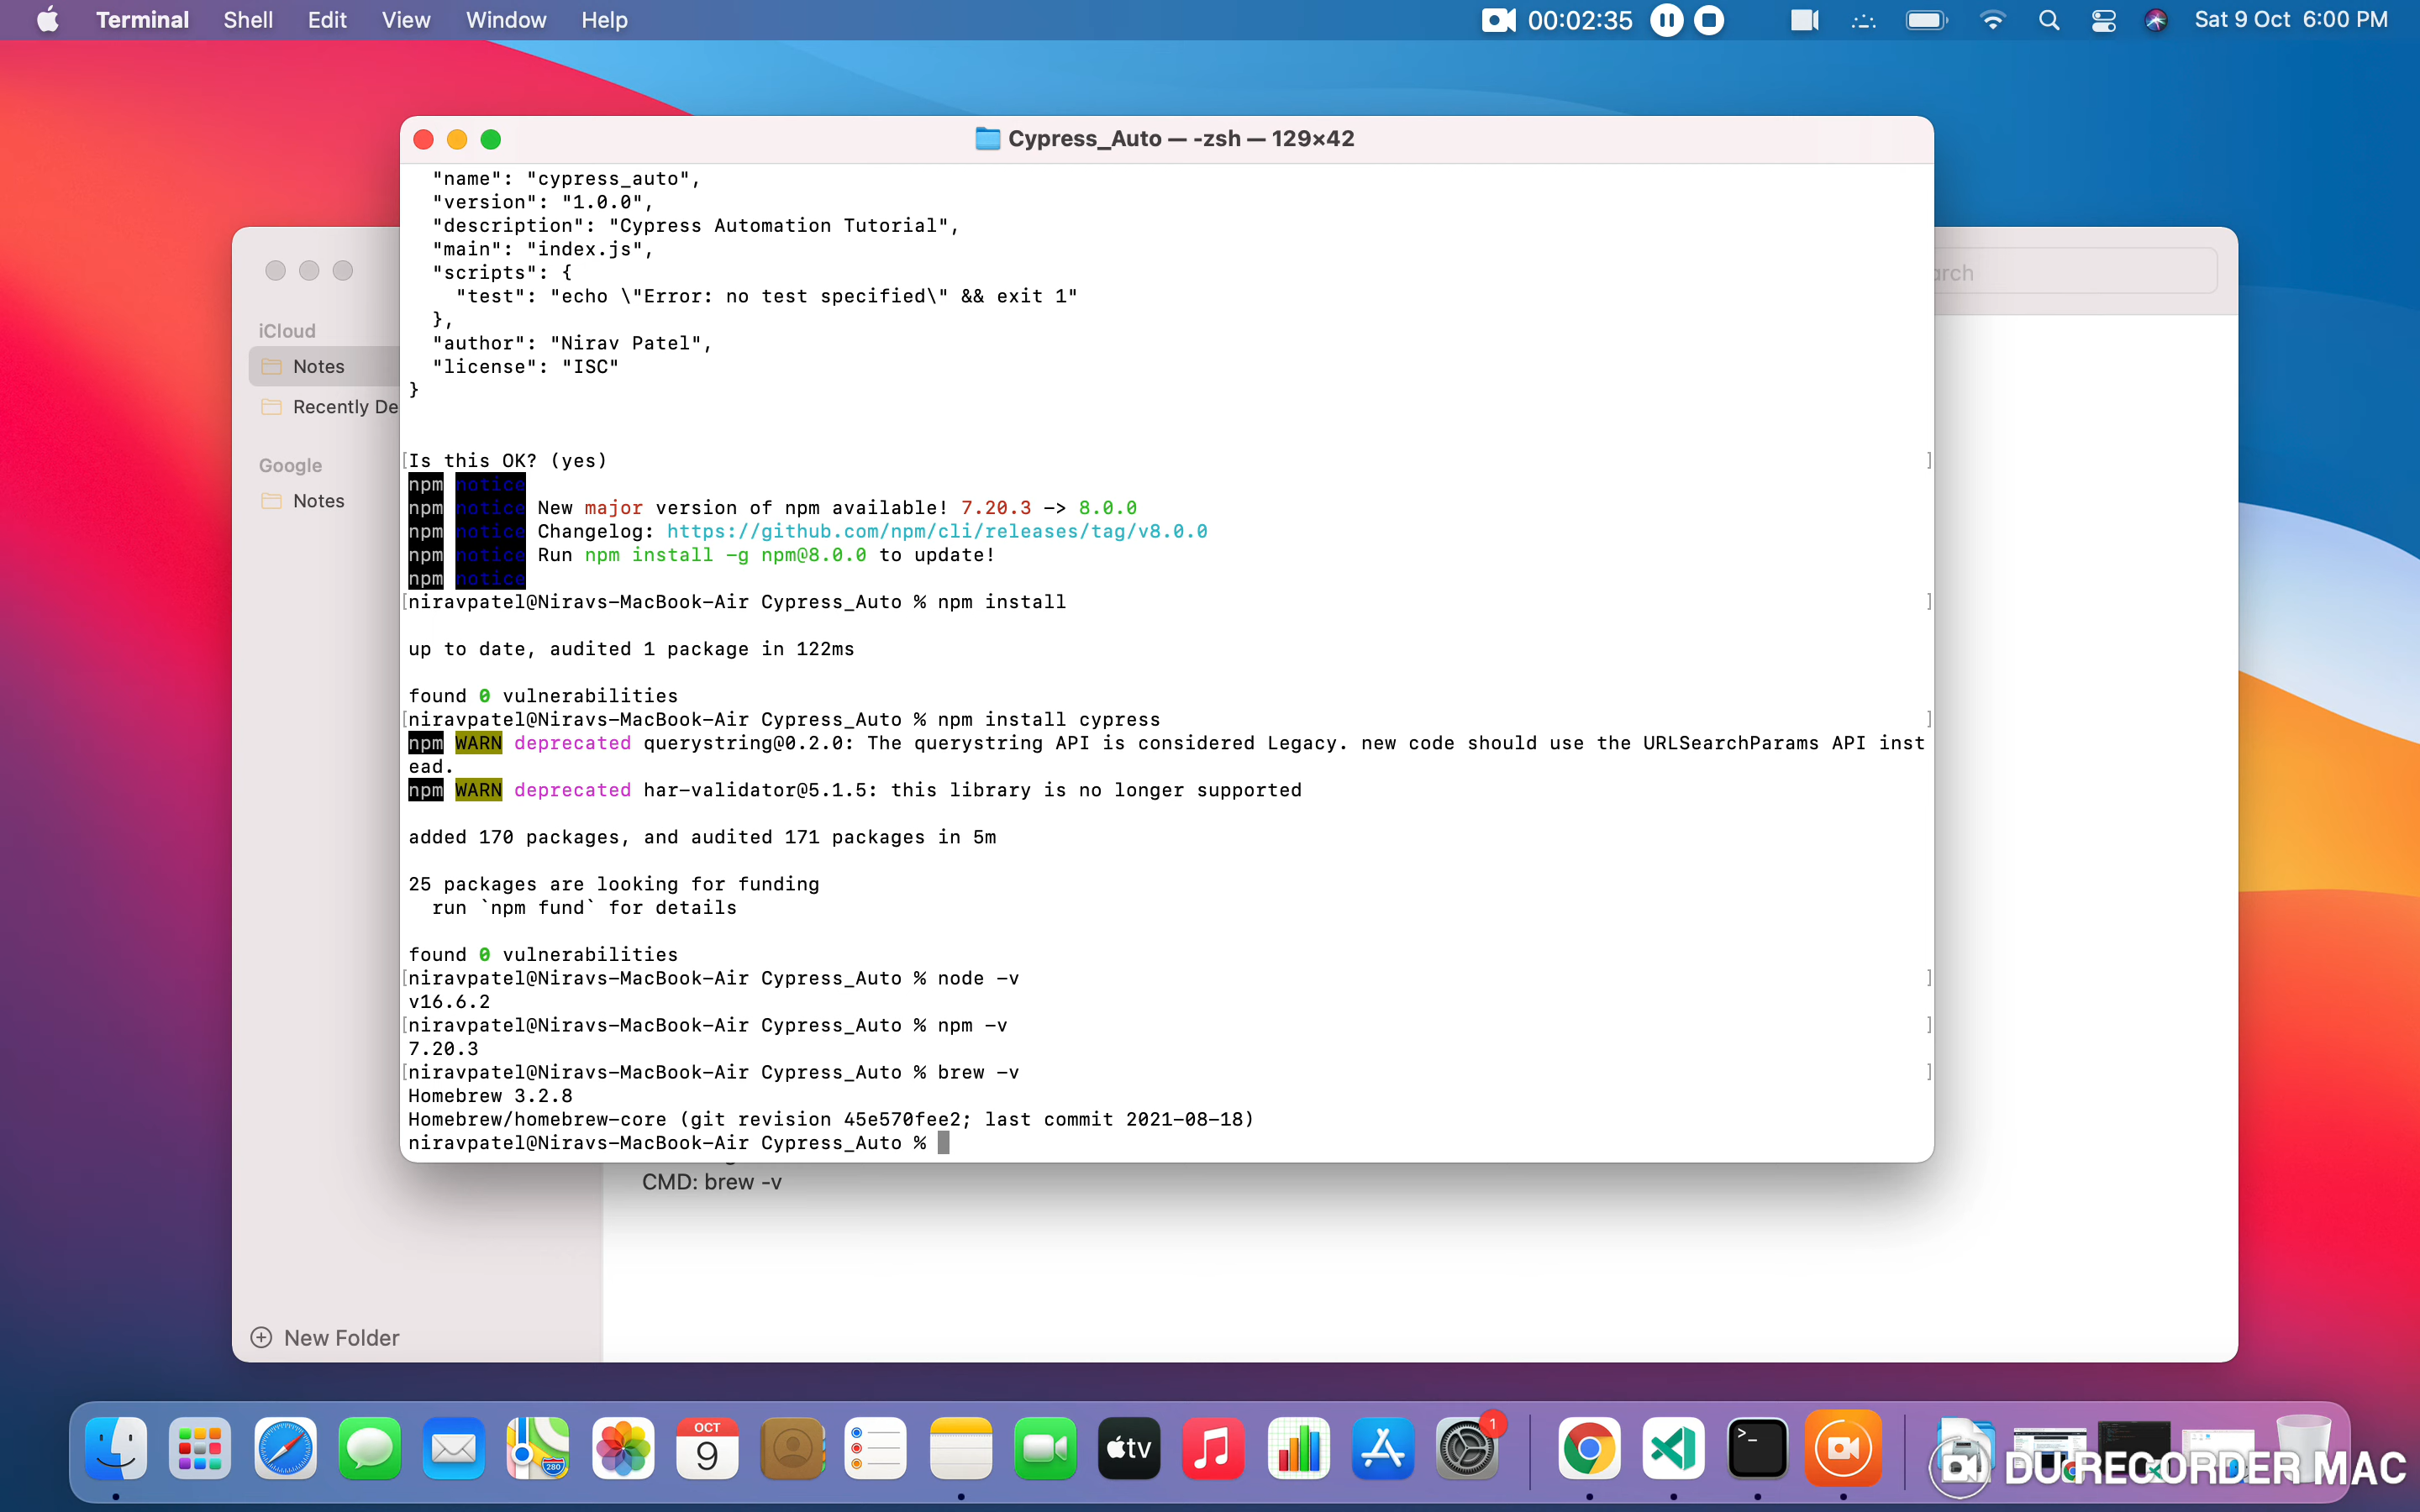 Terminal Shell Edit View Window Help 00:02:35 Sat 9 Oct 6:00 PM
Cypress_Auto — -zsh — 129×42
"name": "cypress_auto",
"version": "1.0.0",
"description": "Cypress Automation Tutorial",
"main": "index.js",
"scripts": {
"test": "echo \"Error: no test specified\" && exit 1"
},
"author": "Nirav Patel",
"license": "ISC"
}
[Is this OK? (yes) ]
npm notice
npm notice New major version of npm available! 7.20.3 -> 8.0.0
npm notice Changelog: https://github.com/npm/cli/releases/tag/v8.0.0
npm notice Run npm install -g npm@8.0.0 to update!
npm notice
[niravpatel@Niravs-MacBook-Air Cypress_Auto % npm install ]
up to date, audited 1 package in 122ms
found 0 vulnerabilities
[niravpatel@Niravs-MacBook-Air Cypress_Auto % npm install cypress ]
npm WARN deprecated querystring@0.2.0: The querystring API is considered Legacy. new code should use the URLSearchParams API inst
ead.
npm WARN deprecated har-validator@5.1.5: this library is no longer supported
added 170 packages, and audited 171 packages in 5m
25 packages are looking for funding
run `npm fund` for details
found 0 vulnerabilities
[niravpatel@Niravs-MacBook-Air Cypress_Auto % node -v ]
v16.6.2
[niravpatel@Niravs-MacBook-Air Cypress_Auto % npm -v ]
7.20.3
[niravpatel@Niravs-MacBook-Air Cypress_Auto % brew -v ]
Homebrew 3.2.8
Homebrew/homebrew-core (git revision 45e570fee2; last commit 2021-08-18)
niravpatel@Niravs-MacBook-Air Cypress_Auto %
iCloud
Notes
Recently De
Google
Notes
New Folder
arch
CMD: brew -v
280
OCT
9
tv
1
>_
DU RECORDER MAC